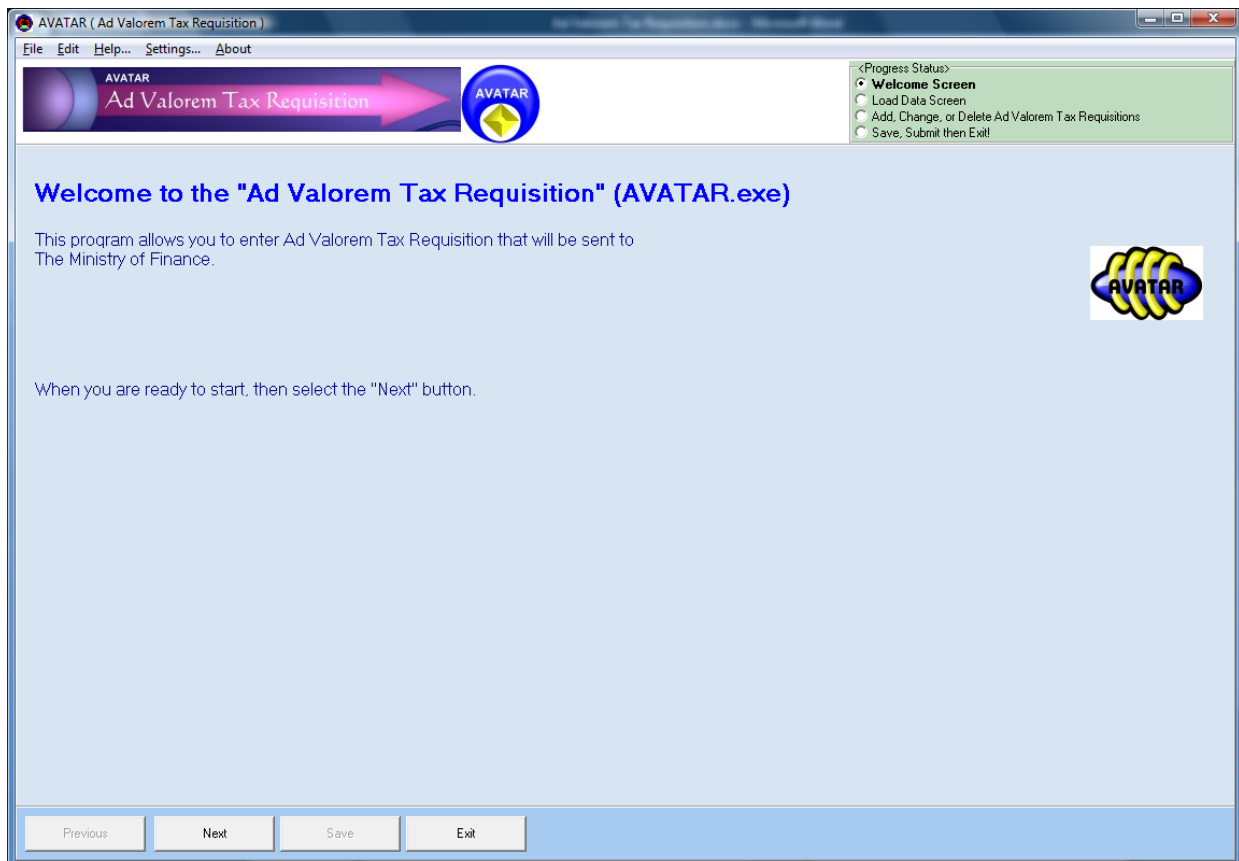 AVATAR ( Ad Valorem Tax Requisition )
File Edit Help... Settings... About
AVATAR
Ad Valorem Tax Requisition
AVATAR
<Progress Status>
Welcome Screen
Load Data Screen
Add, Change, or Delete Ad Valorem Tax Requisitions
Save, Submit then Exit!
Welcome to the "Ad Valorem Tax Requisition" (AVATAR.exe)
This program allows you to enter Ad Valorem Tax Requisition that will be sent to
The Ministry of Finance.
AVATAR
When you are ready to start, then select the "Next" button.
Previous Next Save Exit